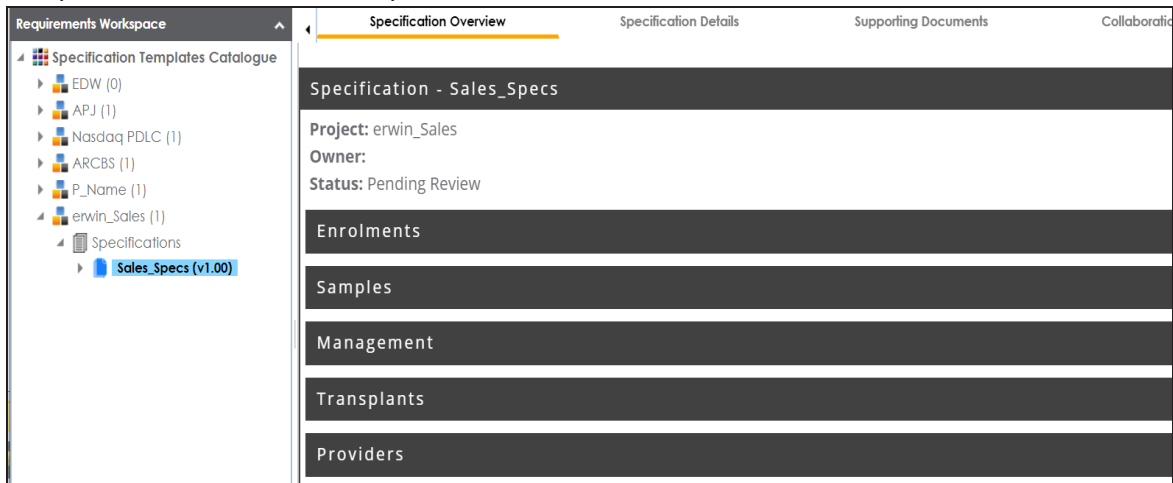 Requirements Workspace
Specification Templates Catalogue
EDW (0)
APJ (1)
Nasdaq PDLC (1)
ARCBS (1)
P_Name (1)
erwin_Sales (1)
Specifications
Sales_Specs (v1.00)
Specification Overview Specification Details Supporting Documents
Specification - Sales_Specs
Project: erwin_Sales
Owner:
Status: Pending Review
Enrolments
Samples
Management
Transplants
Providers